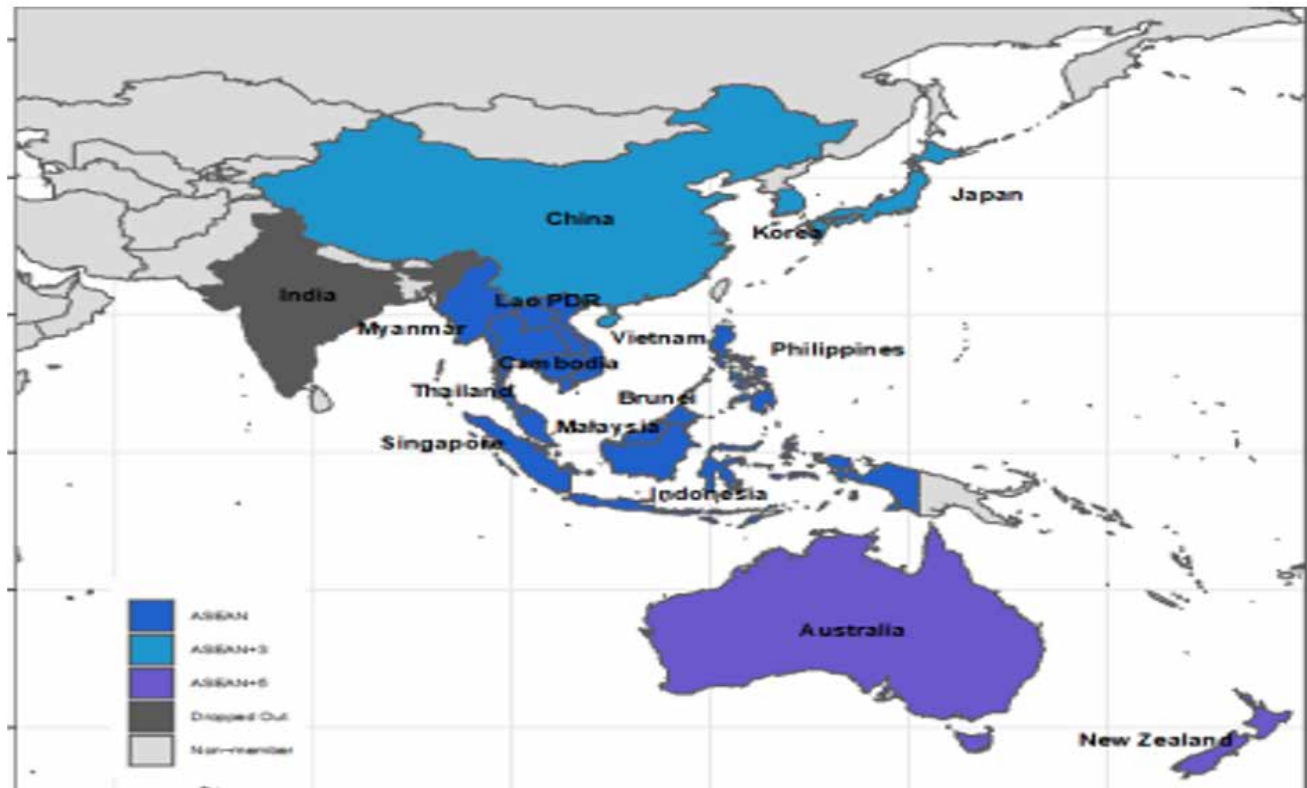 Japan
China
Korea
India
Lao PDR
Myanmar
Vietnam
Philippines
Cambodia
Thailand
Brunei
Malaysia
Singapore
Indonesia
Australia
New Zealand
ASEAN
ASEAN+3
ASEAN+5
Dropped Out
Non-member